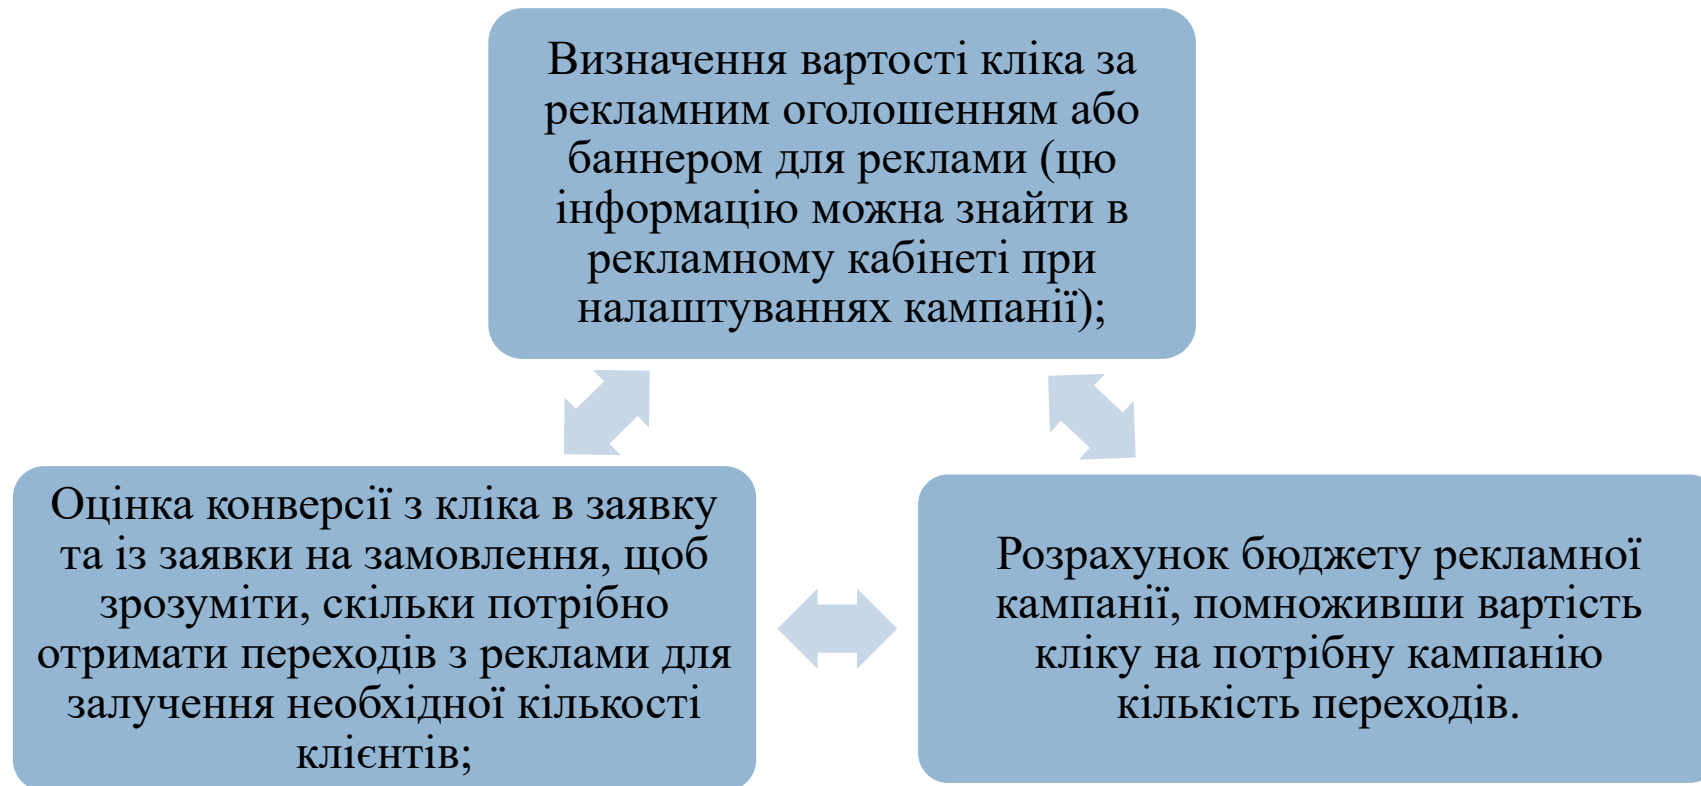 Визначення вартості кліка за
рекламним оголошенням або
баннером для реклами (цю
інформацію можна знайти в
рекламному кабінеті при
налаштуваннях кампанії);
Оцінка конверсії з кліка в заявку
та із заявки на замовлення, щоб
зрозуміти, скільки потрібно
отримати переходів з реклами для
залучення необхідної кількості
клієнтів;
Розрахунок бюджету рекламної
кампанії, помноживши вартість
кліку на потрібну кампанію
кількість переходів.